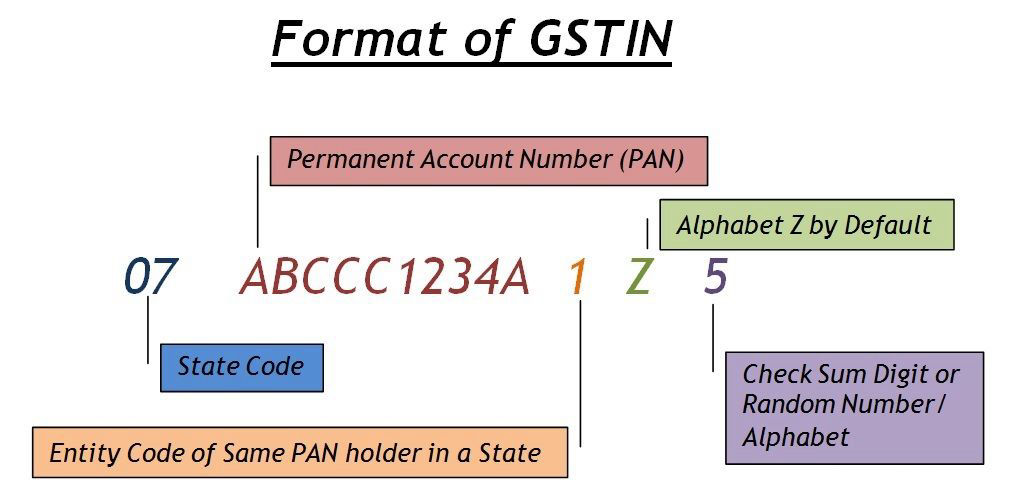 Format of GSTIN
Permanent Account Number (PAN)
Alphabet Z by Default
07 ABCCC1234A 1 Z 5
State Code
Check Sum Digit or
Random Number/
Alphabet
Entity Code of Same PAN holder in a State